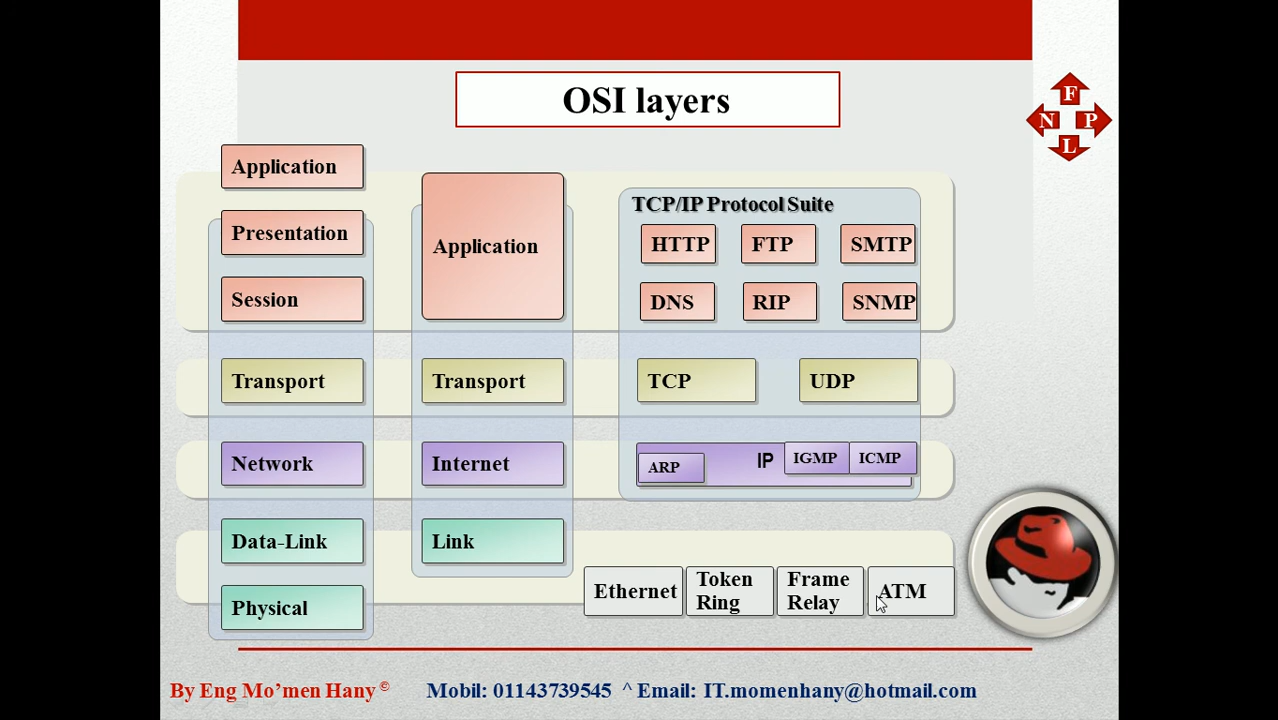 OSI layers
F
N P
L
Application
Presentation
Session
Transport
Network
Data-Link
Physical
Application
Transport
Internet
Link
TCP/IP Protocol Suite
HTTP FTP SMTP
DNS RIP SNMP
TCP UDP
ARP IP IGMP ICMP
Ethernet
Token
Ring
Frame
Relay
ATM
By Eng Mo’men Hany © Mobil: 01143739545 ^ Email: IT.momenhany@hotmail.com